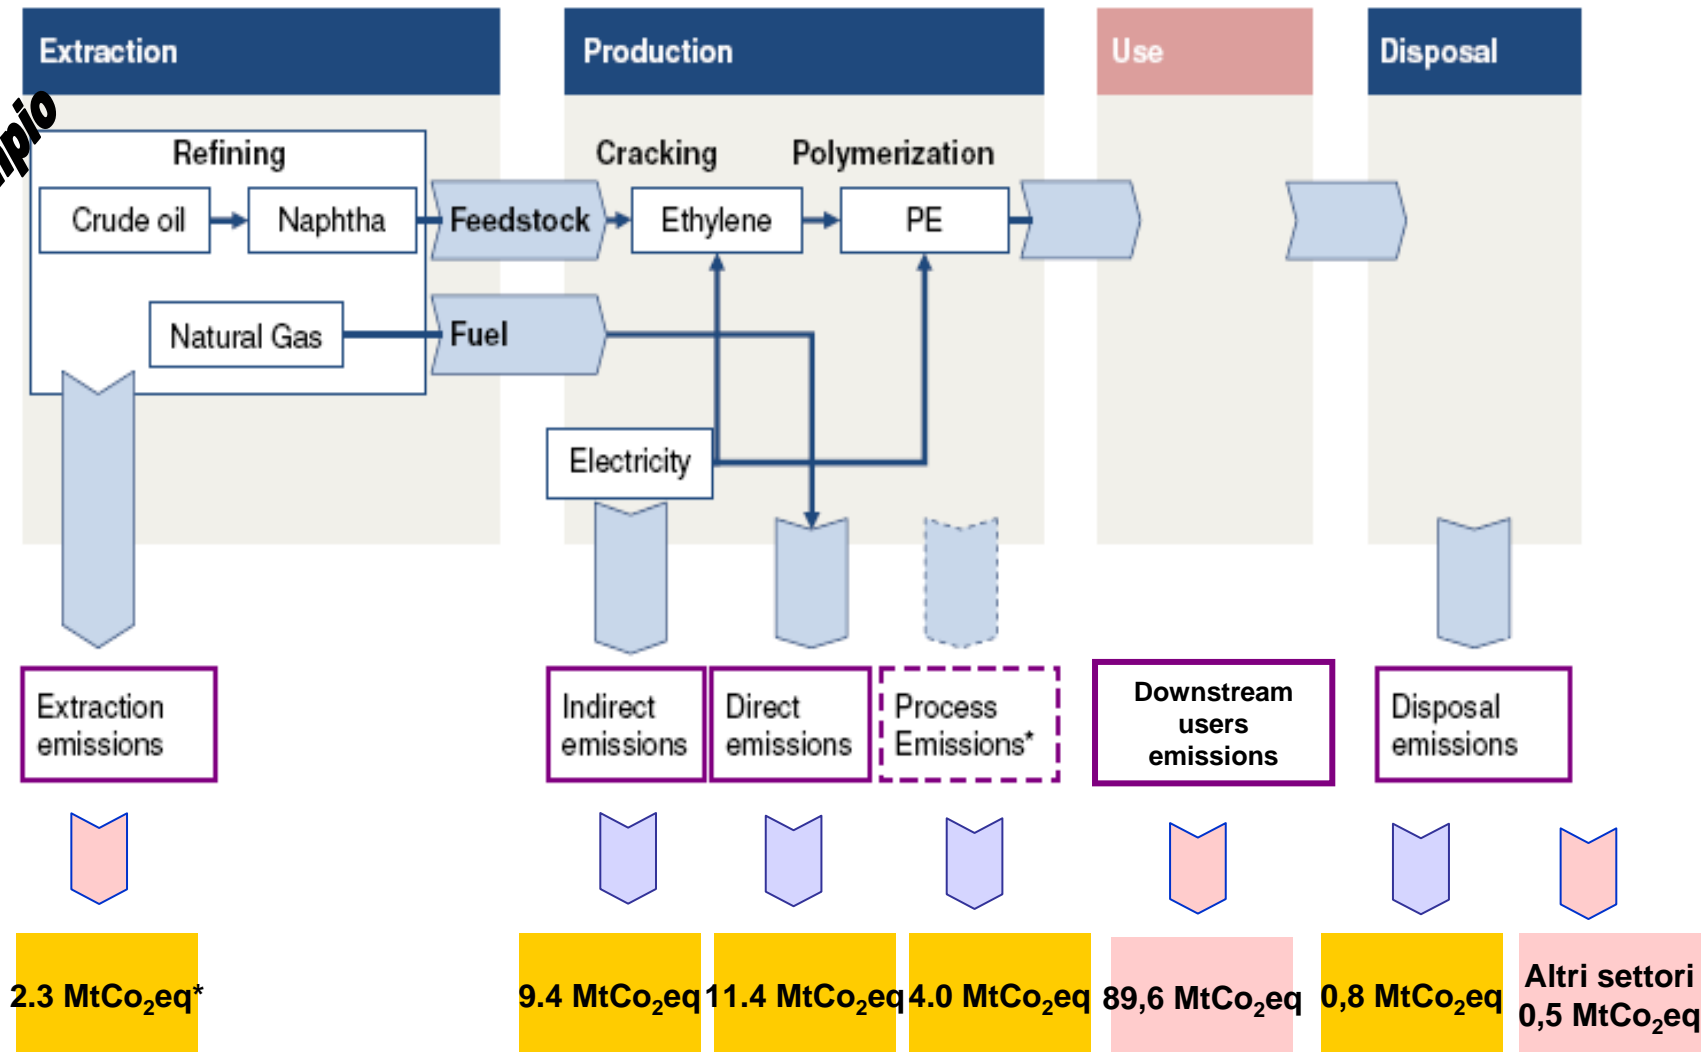 Extraction
Production
Use
Disposal
Refining
Cracking
Polymerization
Crude oil
Naphtha
Feedstock
Ethylene
PE
Natural Gas
Fuel
Electricity
Extraction
emissions
Indirect
emissions
Direct
emissions
Process
Emissions*
Downstream
users
emissions
Disposal
emissions
2.3 MtCo₂eq*
9.4 MtCo₂eq
11.4 MtCo₂eq
4.0 MtCo₂eq
89,6 MtCo₂eq
0,8 MtCo₂eq
Altri settori
0,5 MtCo₂eq